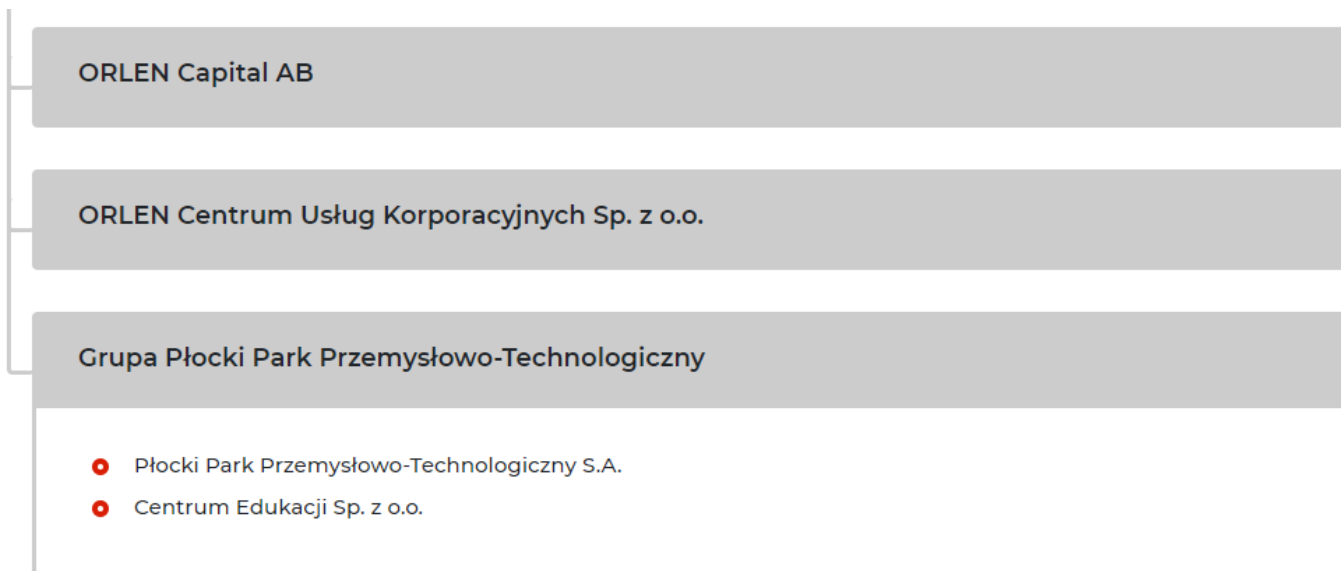 ORLEN Capital AB
ORLEN Centrum Usług Korporacyjnych Sp. z o.o.
Grupa Płocki Park Przemysłowo-Technologiczny
Płocki Park Przemysłowo-Technologiczny S.A.
Centrum Edukacji Sp. z o.o.